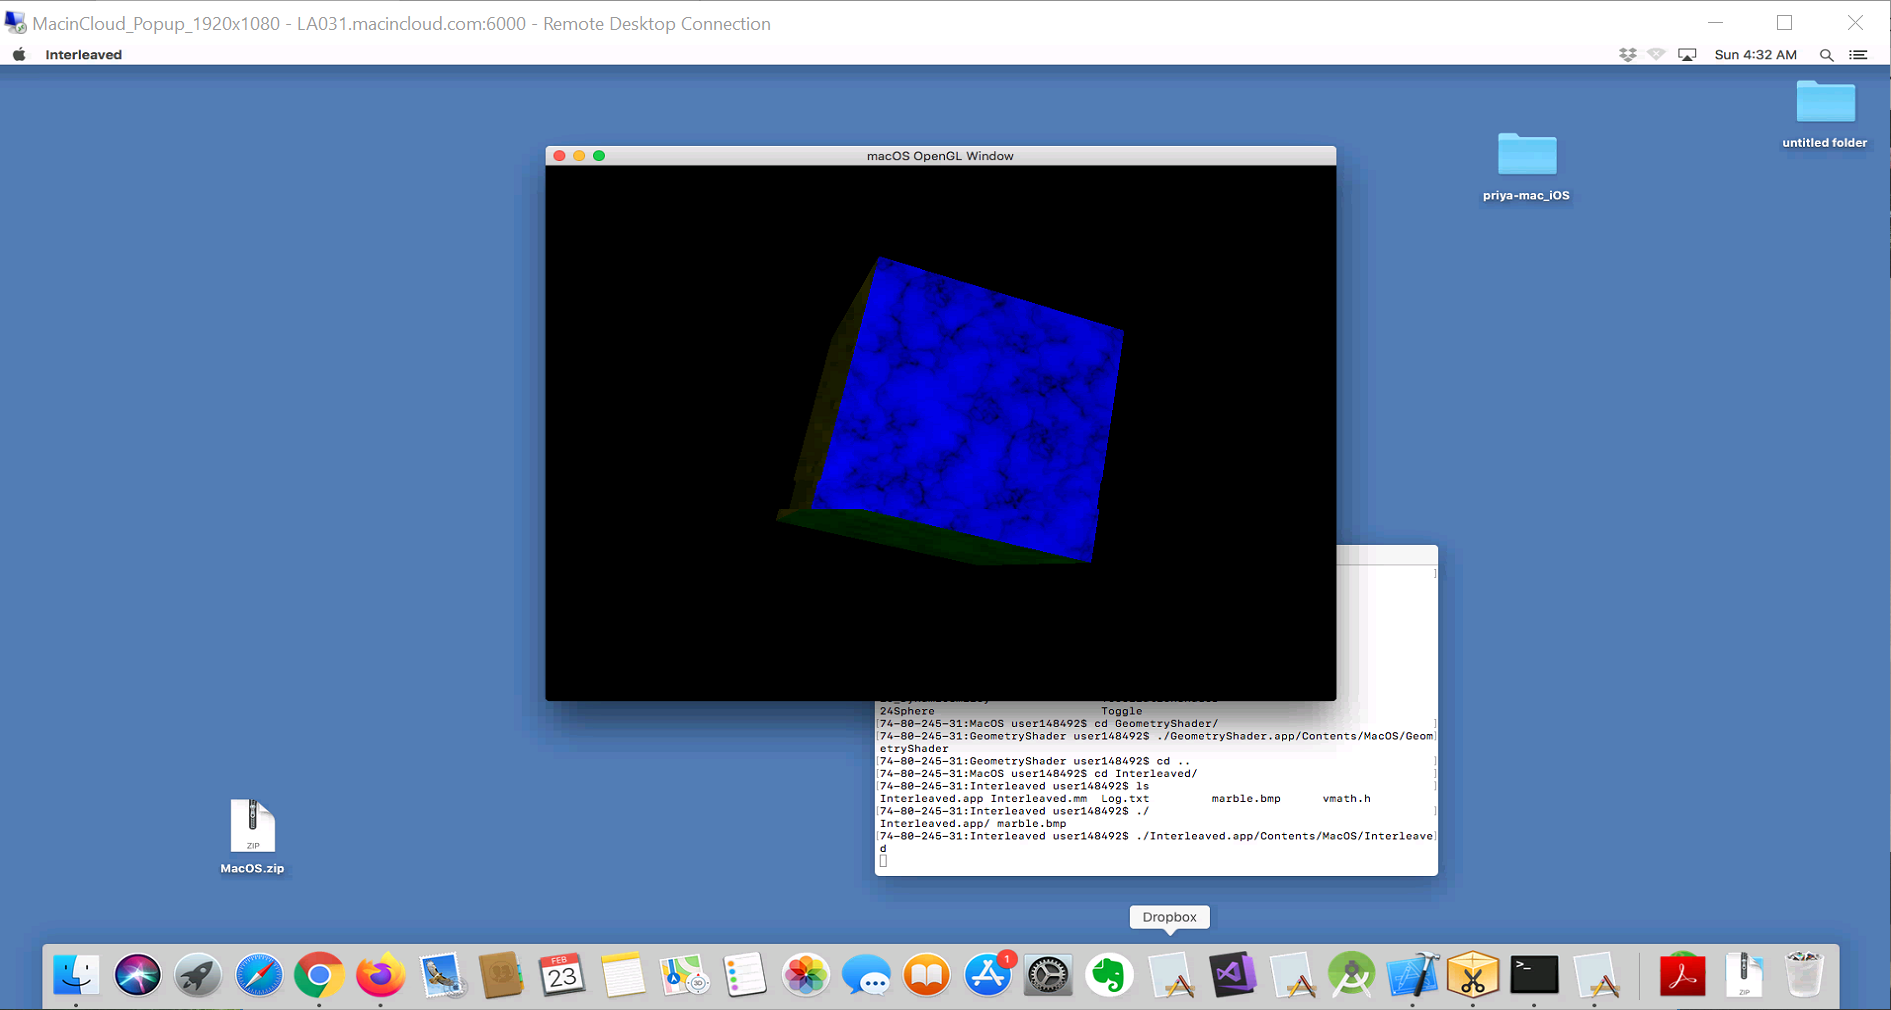 MacinCloud_Popup_1920x1080 - LA031.macincloud.com:6000 - Remote Desktop Connection
Interleaved
Sun 4:32 AM
untitled folder
priya-mac_iOS
macOS OpenGL Window
24Sphere Toggle
[74-80-245-31:MacOS user148492$ cd GeometryShader/ ]
[74-80-245-31:GeometryShader user148492$ ./GeometryShader.app/Contents/MacOS/Geom]
etryShader
[74-80-245-31:GeometryShader user148492$ cd .. ]
[74-80-245-31:MacOS user148492$ cd Interleaved/ ]
[74-80-245-31:Interleaved user148492$ ls ]
Interleaved.app Interleaved.mm Log.txt marble.bmp vmath.h
[74-80-245-31:Interleaved user148492$ ./ ]
Interleaved.app/ marble.bmp
[74-80-245-31:Interleaved user148492$ ./Interleaved.app/Contents/MacOS/Interleave]
d
ZIP
MacOS.zip
Dropbox
FEB
23
3D
1
>_
ZIP